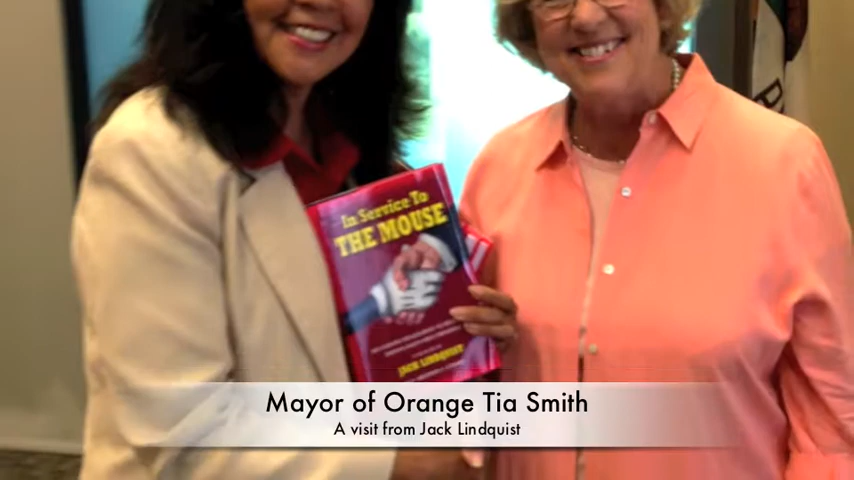 In Service To
THE MOUSE
JACK LINDQUIST
Mayor of Orange Tia Smith
A visit from Jack Lindquist